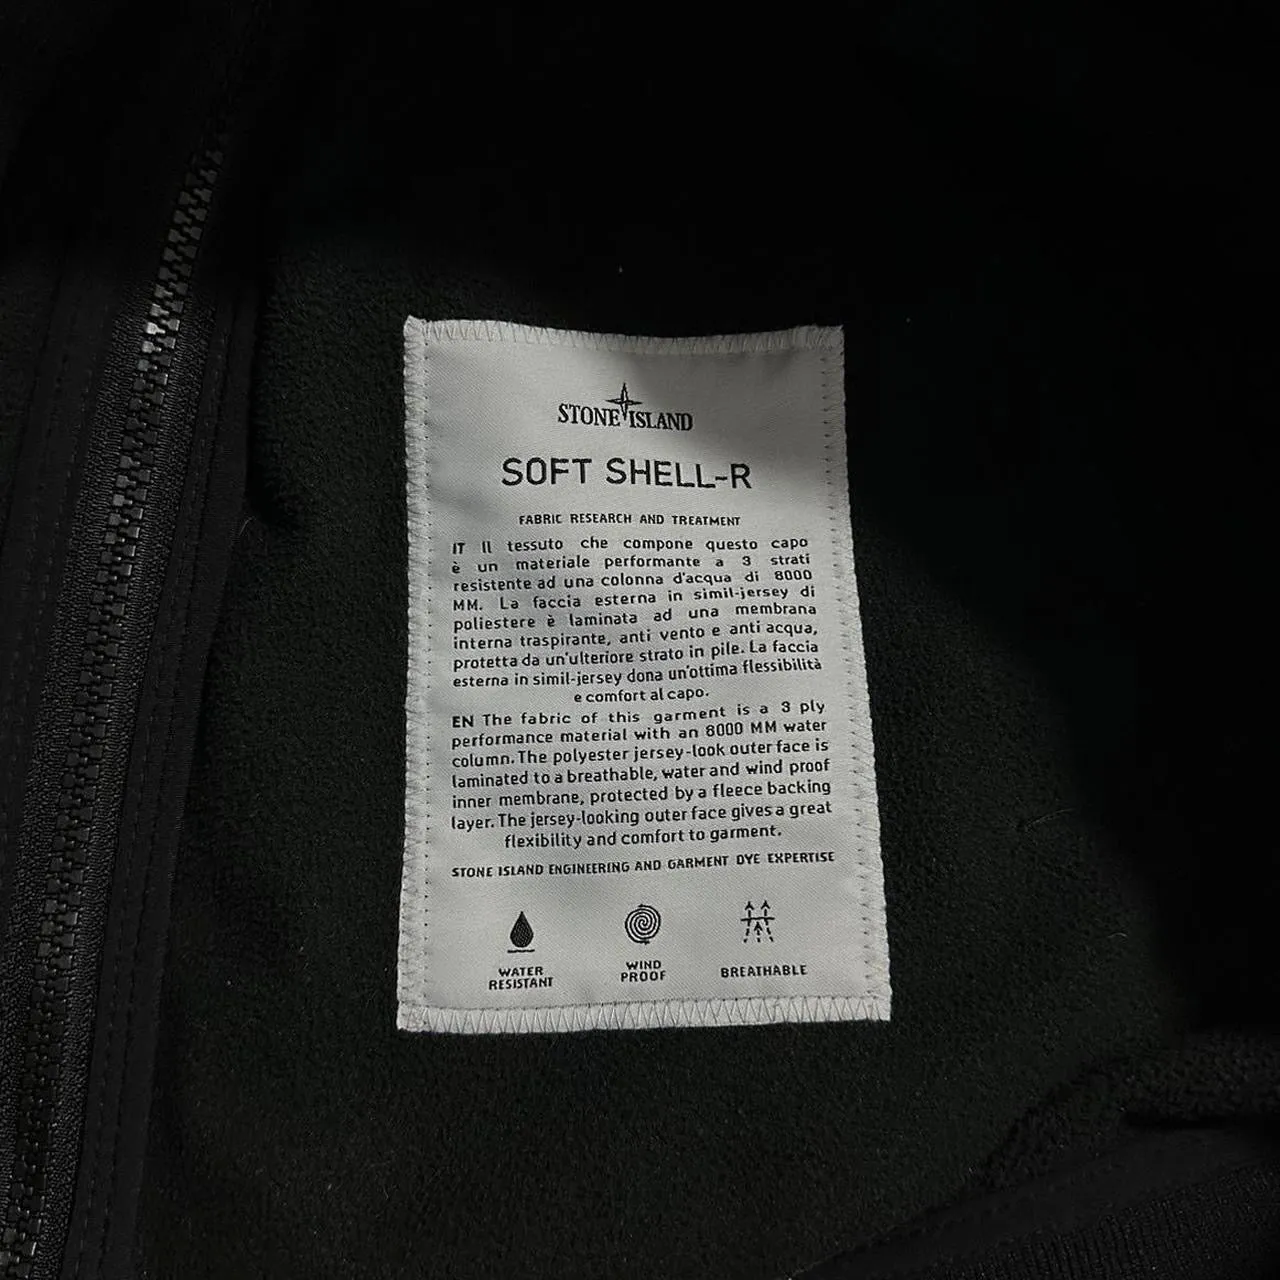 STONE ISLAND
SOFT SHELL-R
FABRIC RESEARCH AND TREATMENT
IT Il tessuto che compone questo capo
è un materiale performante a 3 strati
resistente ad una colonna d'acqua di 8000
MM. La faccia esterna in simil-jersey di
poliestere è laminata ad una membrana
interna traspirante, anti vento e anti acqua,
protetta da un'ulteriore strato in pile. La faccia
esterna in simil-jersey dona un'ottima flessibilità
e comfort al capo.
EN The fabric of this garment is a 3 ply
performance material with an 8000 MM water
column. The polyester jersey-look outer face is
laminated to a breathable, water and wind proof
inner membrane, protected by a fleece backing
layer. The jersey-looking outer face gives a great
flexibility and comfort to garment.
STONE ISLAND ENGINEERING AND GARMENT DYE EXPERTISE
WATER
RESISTANT
WIND
PROOF
BREATHABLE